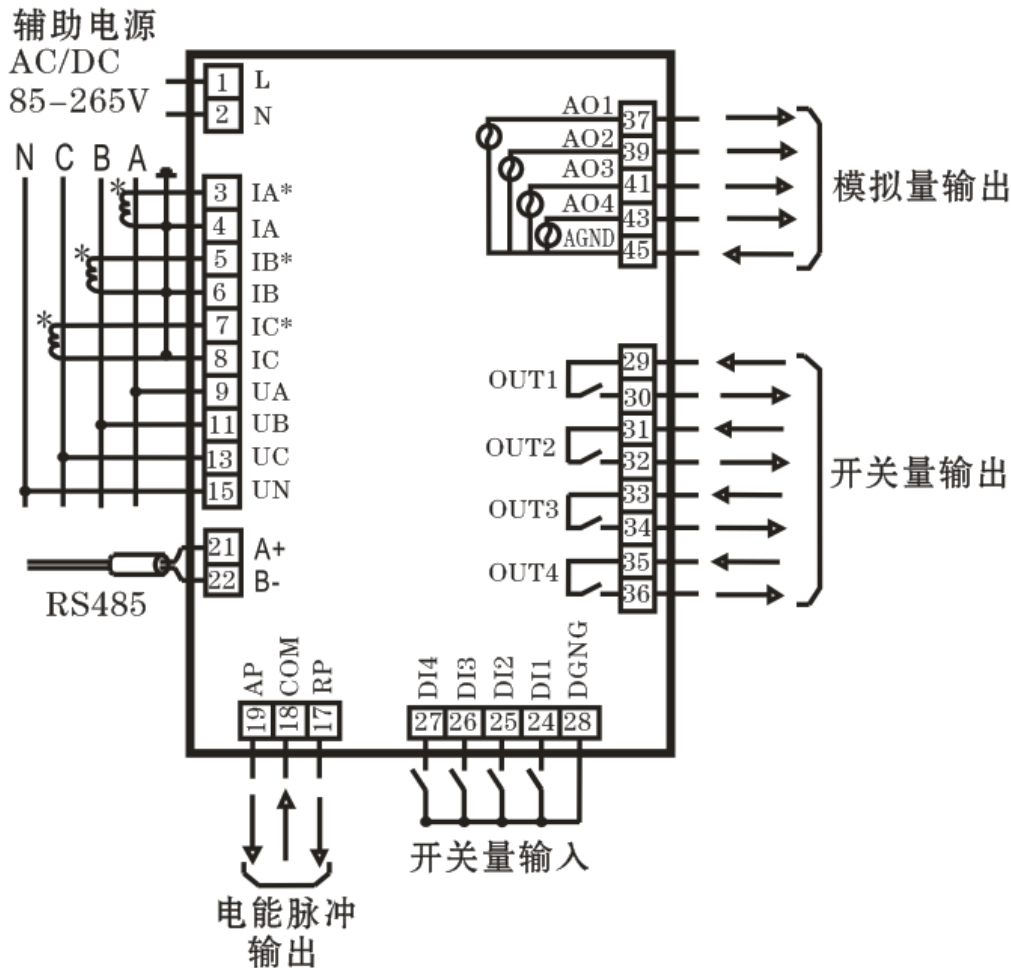 辅助电源
AC/DC
85-265V
1 L
2 N
N C B A
* 3 IA*
4 IA
* 5 IB*
6 IB
* 7 IC*
8 IC
9 UA
11 UB
13 UC
15 UN
21 A+
22 B-
RS485
AO1 37
AO2 39
AO3 41
AO4 43
AGND 45
模拟量输出
OUT1 29
30
OUT2 31
32
OUT3 33
34
OUT4 35
36
开关量输出
AP COM RP
19 18 17
电能脉冲
输出
DI4 DI3 DI2 DI1 DGNG
27 26 25 24 28
开关量输入